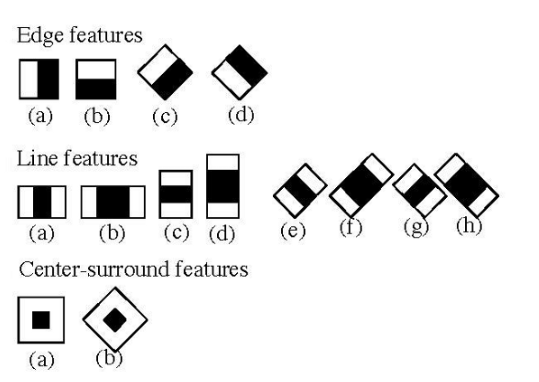 Edge features
(a) (b) (c) (d)
Line features
(a) (b) (c) (d) (e) (f) (g) (h)
Center-surround features
(a) (b)